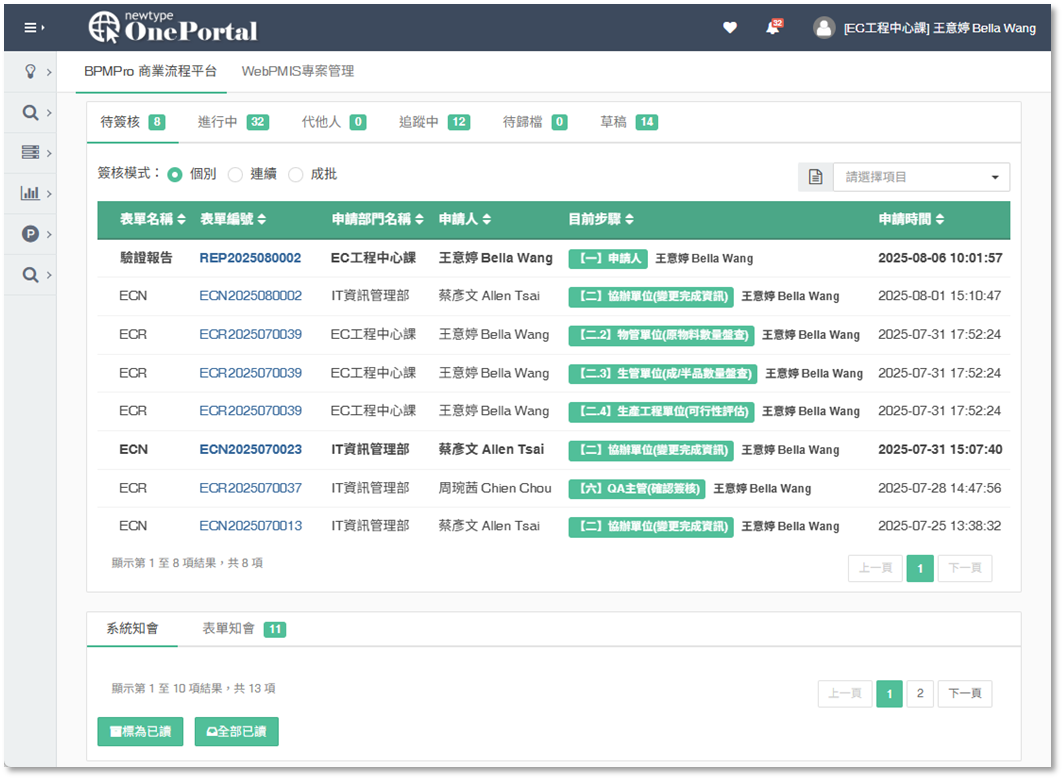 newtype
OnePortal
32
[EC工程中心課] 王意婷 Bella Wang
BPMPro 商業流程平台 WebPMIS專案管理
待簽核 8 進行中 32 代他人 0 追蹤中 12 待歸檔 0 草稿 14
簽核模式： 個別 連續 成批
請選擇項目
表單名稱 表單編號 申請部門名稱 申請人 目前步驟 申請時間
驗證報告 REP2025080002 EC工程中心課 王意婷 Bella Wang 【一】申請人 王意婷 Bella Wang 2025-08-06 10:01:57
ECN ECN2025080002 IT資訊管理部 蔡彥文 Allen Tsai 【二】協辦單位(變更完成資訊) 王意婷 Bella Wang 2025-08-01 15:10:47
ECR ECR2025070039 EC工程中心課 王意婷 Bella Wang 【二.2】物管單位(原物料數量盤查) 王意婷 Bella Wang 2025-07-31 17:52:24
ECR ECR2025070039 EC工程中心課 王意婷 Bella Wang 【二.3】生管單位(成/半品數量盤查) 王意婷 Bella Wang 2025-07-31 17:52:24
ECR ECR2025070039 EC工程中心課 王意婷 Bella Wang 【二.4】生產工程單位(可行性評估) 王意婷 Bella Wang 2025-07-31 17:52:24
ECN ECN2025070023 IT資訊管理部 蔡彥文 Allen Tsai 【二】協辦單位(變更完成資訊) 王意婷 Bella Wang 2025-07-31 15:07:40
ECR ECR2025070037 IT資訊管理部 周琬茜 Chien Chou 【六】QA主管(確認簽核) 王意婷 Bella Wang 2025-07-28 14:47:56
ECN ECN2025070013 IT資訊管理部 蔡彥文 Allen Tsai 【二】協辦單位(變更完成資訊) 王意婷 Bella Wang 2025-07-25 13:38:32
顯示第 1 至 8 項結果，共 8 項
上一頁 1 下一頁
系統知會 表單知會 11
顯示第 1 至 10 項結果，共 13 項
上一頁 1 2 下一頁
標為已讀 全部已讀